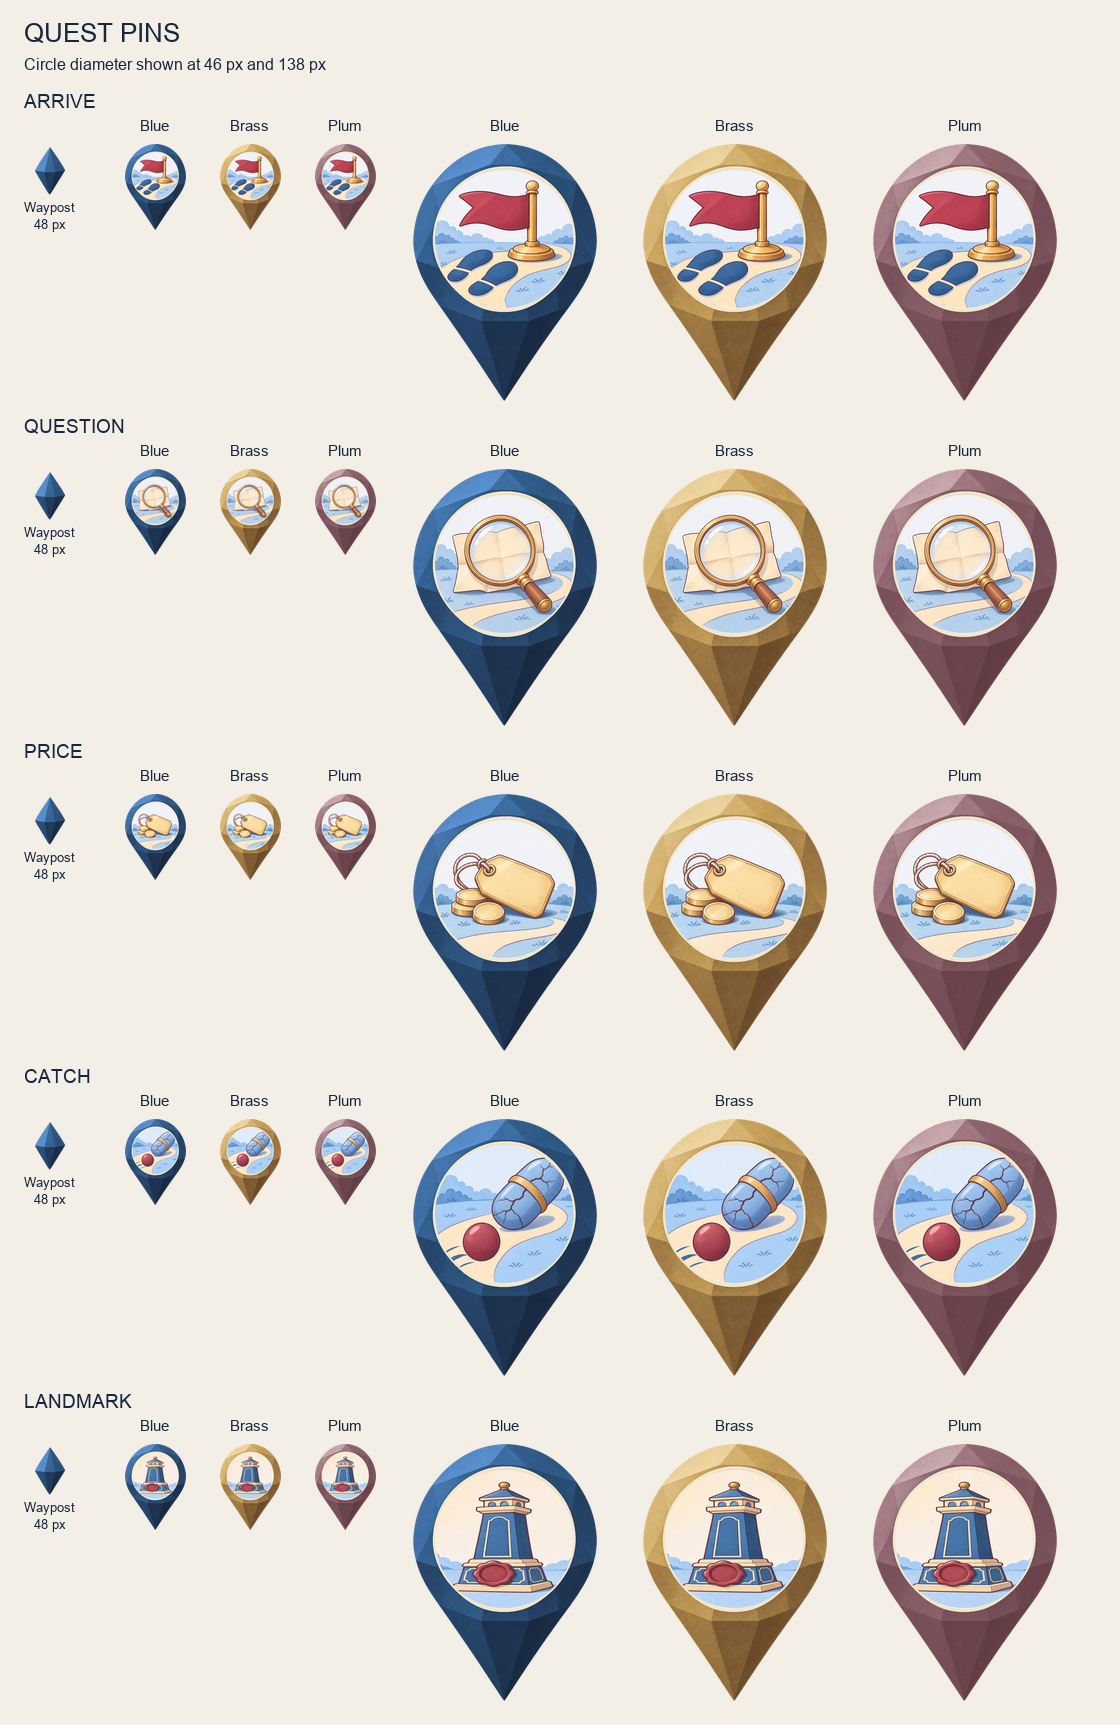 QUEST PINS
Circle diameter shown at 46 px and 138 px
ARRIVE
Blue Brass Plum Blue Brass Plum
Waypost
48 px
QUESTION
Blue Brass Plum Blue Brass Plum
Waypost
48 px
PRICE
Blue Brass Plum Blue Brass Plum
Waypost
48 px
CATCH
Blue Brass Plum Blue Brass Plum
Waypost
48 px
LANDMARK
Blue Brass Plum Blue Brass Plum
Waypost
48 px